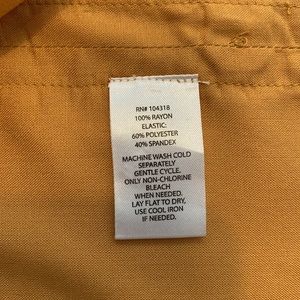 RN# 104318
100% RAYON
ELASTIC:
60% POLYESTER
40% SPANDEX
MACHINE WASH COLD
SEPARATELY
GENTLE CYCLE.
ONLY NON-CHLORINE
BLEACH
WHEN NEEDED.
LAY FLAT TO DRY,
USE COOL IRON
IF NEEDED.